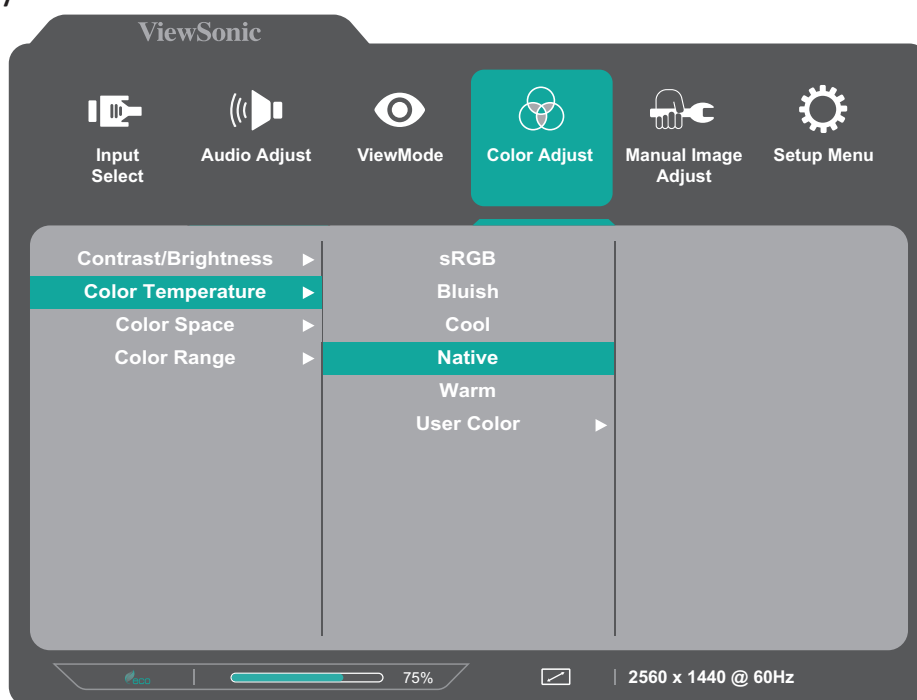 ViewSonic
Input Select
Audio Adjust
ViewMode
Color Adjust
Manual Image Adjust
Setup Menu
Contrast/Brightness
Color Temperature
Color Space
Color Range
sRGB
Bluish
Cool
Native
Warm
User Color
eco
75%
2560 x 1440 @ 60Hz